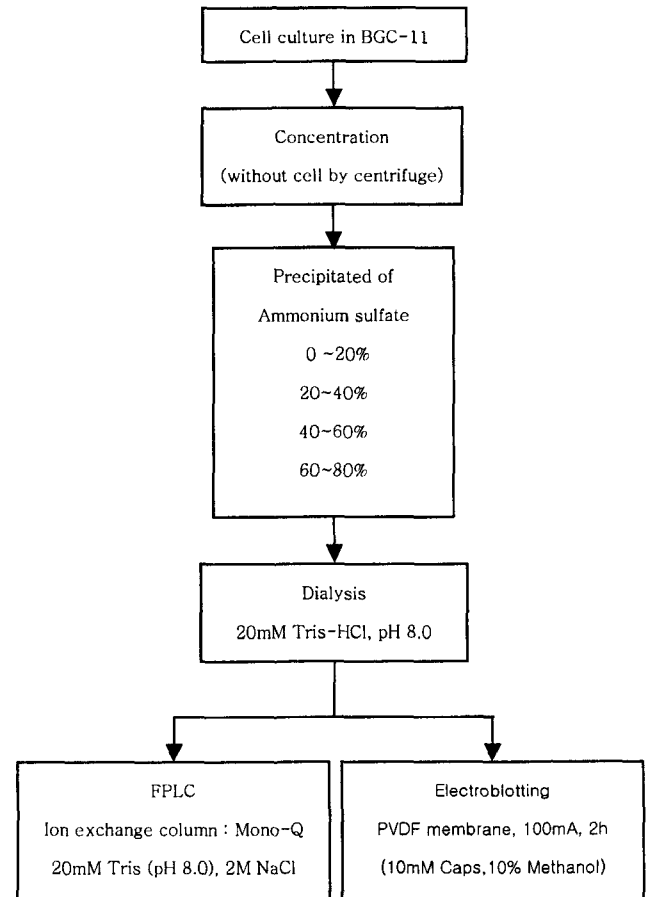 Cell culture in BGC-11
Concentration
(without cell by centrifuge)
Precipitated of
Ammonium sulfate
0 ~20%
20~40%
40~60%
60~80%
Dialysis
20mM Tris-HCl, pH 8.0
FPLC
Ion exchange column : Mono-Q
20mM Tris (pH 8.0), 2M NaCl
Electroblotting
PVDF membrane, 100mA, 2h
(10mM Caps,10% Methanol)